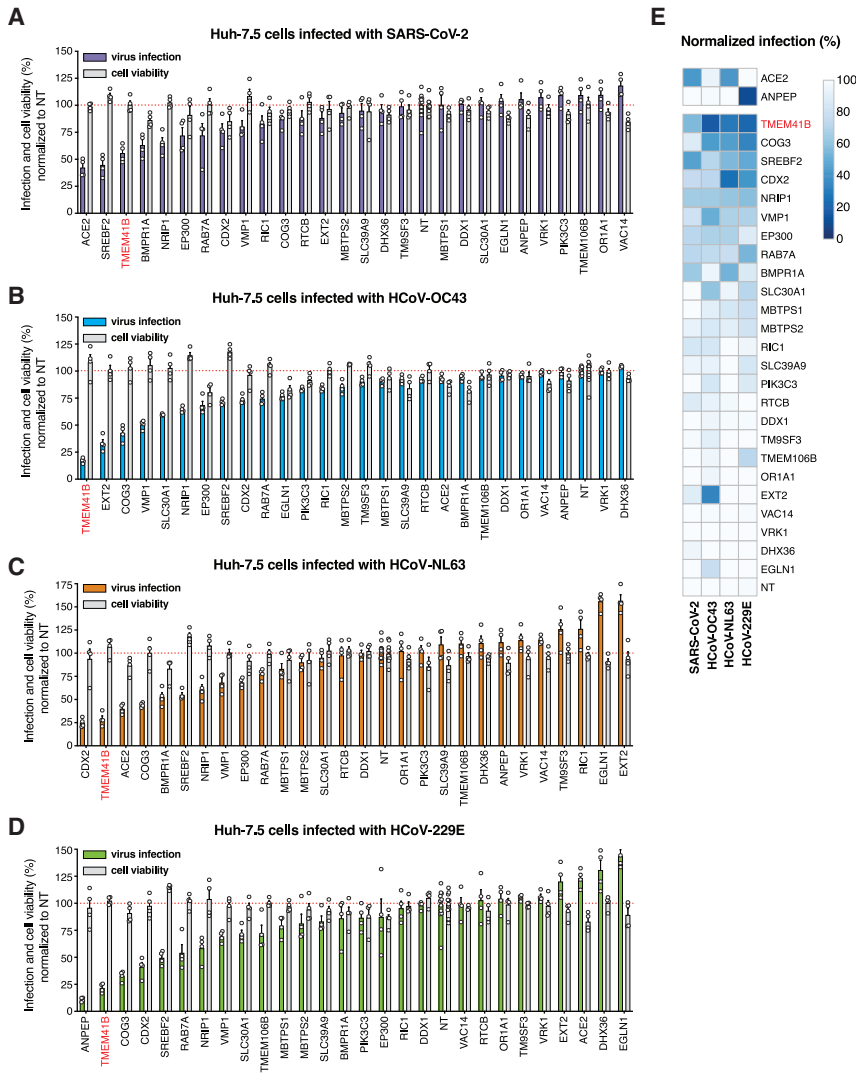 A
Huh-7.5 cells infected with SARS-CoV-2
Infection and cell viability (%)
normalized to NT
150
125
100
75
50
25
0
virus infection
cell viability
ACE2
SREBF2
TMEM41B
BMPR1A
NRIP1
EP300
RAB7A
CDX2
VMP1
RIC1
COG3
RTCB
EXT2
MBTPS2
SLC39A9
DHX36
TM9SF3
NT
MBTPS1
DDX1
SLC30A1
EGLN1
ANPEP
VRK1
PIK3C3
TMEM106B
OR1A1
VAC14
B
Huh-7.5 cells infected with HCoV-OC43
Infection and cell viability (%)
normalized to NT
150
125
100
75
50
25
0
virus infection
cell viability
TMEM41B
EXT2
COG3
VMP1
SLC30A1
NRIP1
EP300
SREBF2
CDX2
RAB7A
EGLN1
PIK3C3
RIC1
MBTPS2
TM9SF3
MBTPS1
SLC39A9
RTCB
ACE2
BMPR1A
TMEM106B
DDX1
OR1A1
VAC14
ANPEP
NT
VRK1
DHX36
C
Huh-7.5 cells infected with HCoV-NL63
Infection and cell viability (%)
normalized to NT
175
150
125
100
75
50
25
0
virus infection
cell viability
CDX2
TMEM41B
ACE2
COG3
BMPR1A
SREBF2
NRIP1
VMP1
EP300
RAB7A
MBTPS1
MBTPS2
SLC30A1
RTCB
DDX1
NT
OR1A1
PIK3C3
SLC39A9
TMEM106B
DHX36
ANPEP
VRK1
VAC14
TM9SF3
RIC1
EGLN1
EXT2
D
Huh-7.5 cells infected with HCoV-229E
Infection and cell viability (%)
normalized to NT
150
125
100
75
50
25
0
virus infection
cell viability
ANPEP
TMEM41B
COG3
CDX2
SREBF2
RAB7A
NRIP1
VMP1
SLC30A1
TMEM106B
MBTPS1
MBTPS2
SLC39A9
BMPR1A
PIK3C3
EP300
RIC1
DDX1
NT
VAC14
RTCB
OR1A1
TM9SF3
VRK1
EXT2
ACE2
DHX36
EGLN1
E
Normalized infection (%)
ACE2
ANPEP
TMEM41B
COG3
SREBF2
CDX2
NRIP1
VMP1
EP300
RAB7A
BMPR1A
SLC30A1
MBTPS1
MBTPS2
RIC1
SLC39A9
PIK3C3
RTCB
DDX1
TM9SF3
TMEM106B
OR1A1
EXT2
VAC14
VRK1
DHX36
EGLN1
NT
SARS-CoV-2
HCoV-OC43
HCoV-NL63
HCoV-229E
100
80
60
40
20
0